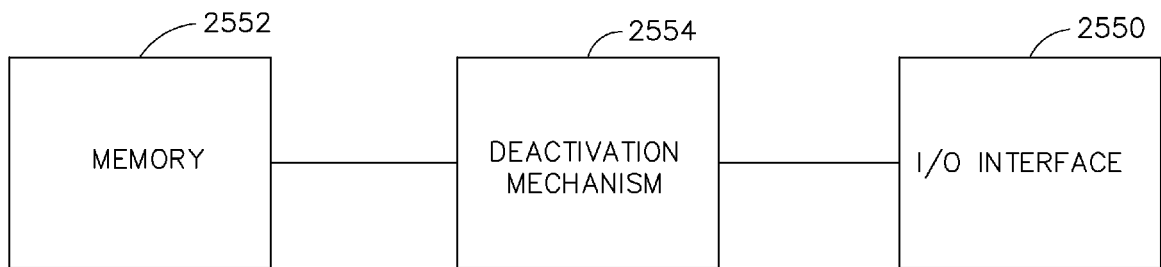 2552
2554
2550
MEMORY
DEACTIVATION
MECHANISM
I/O INTERFACE